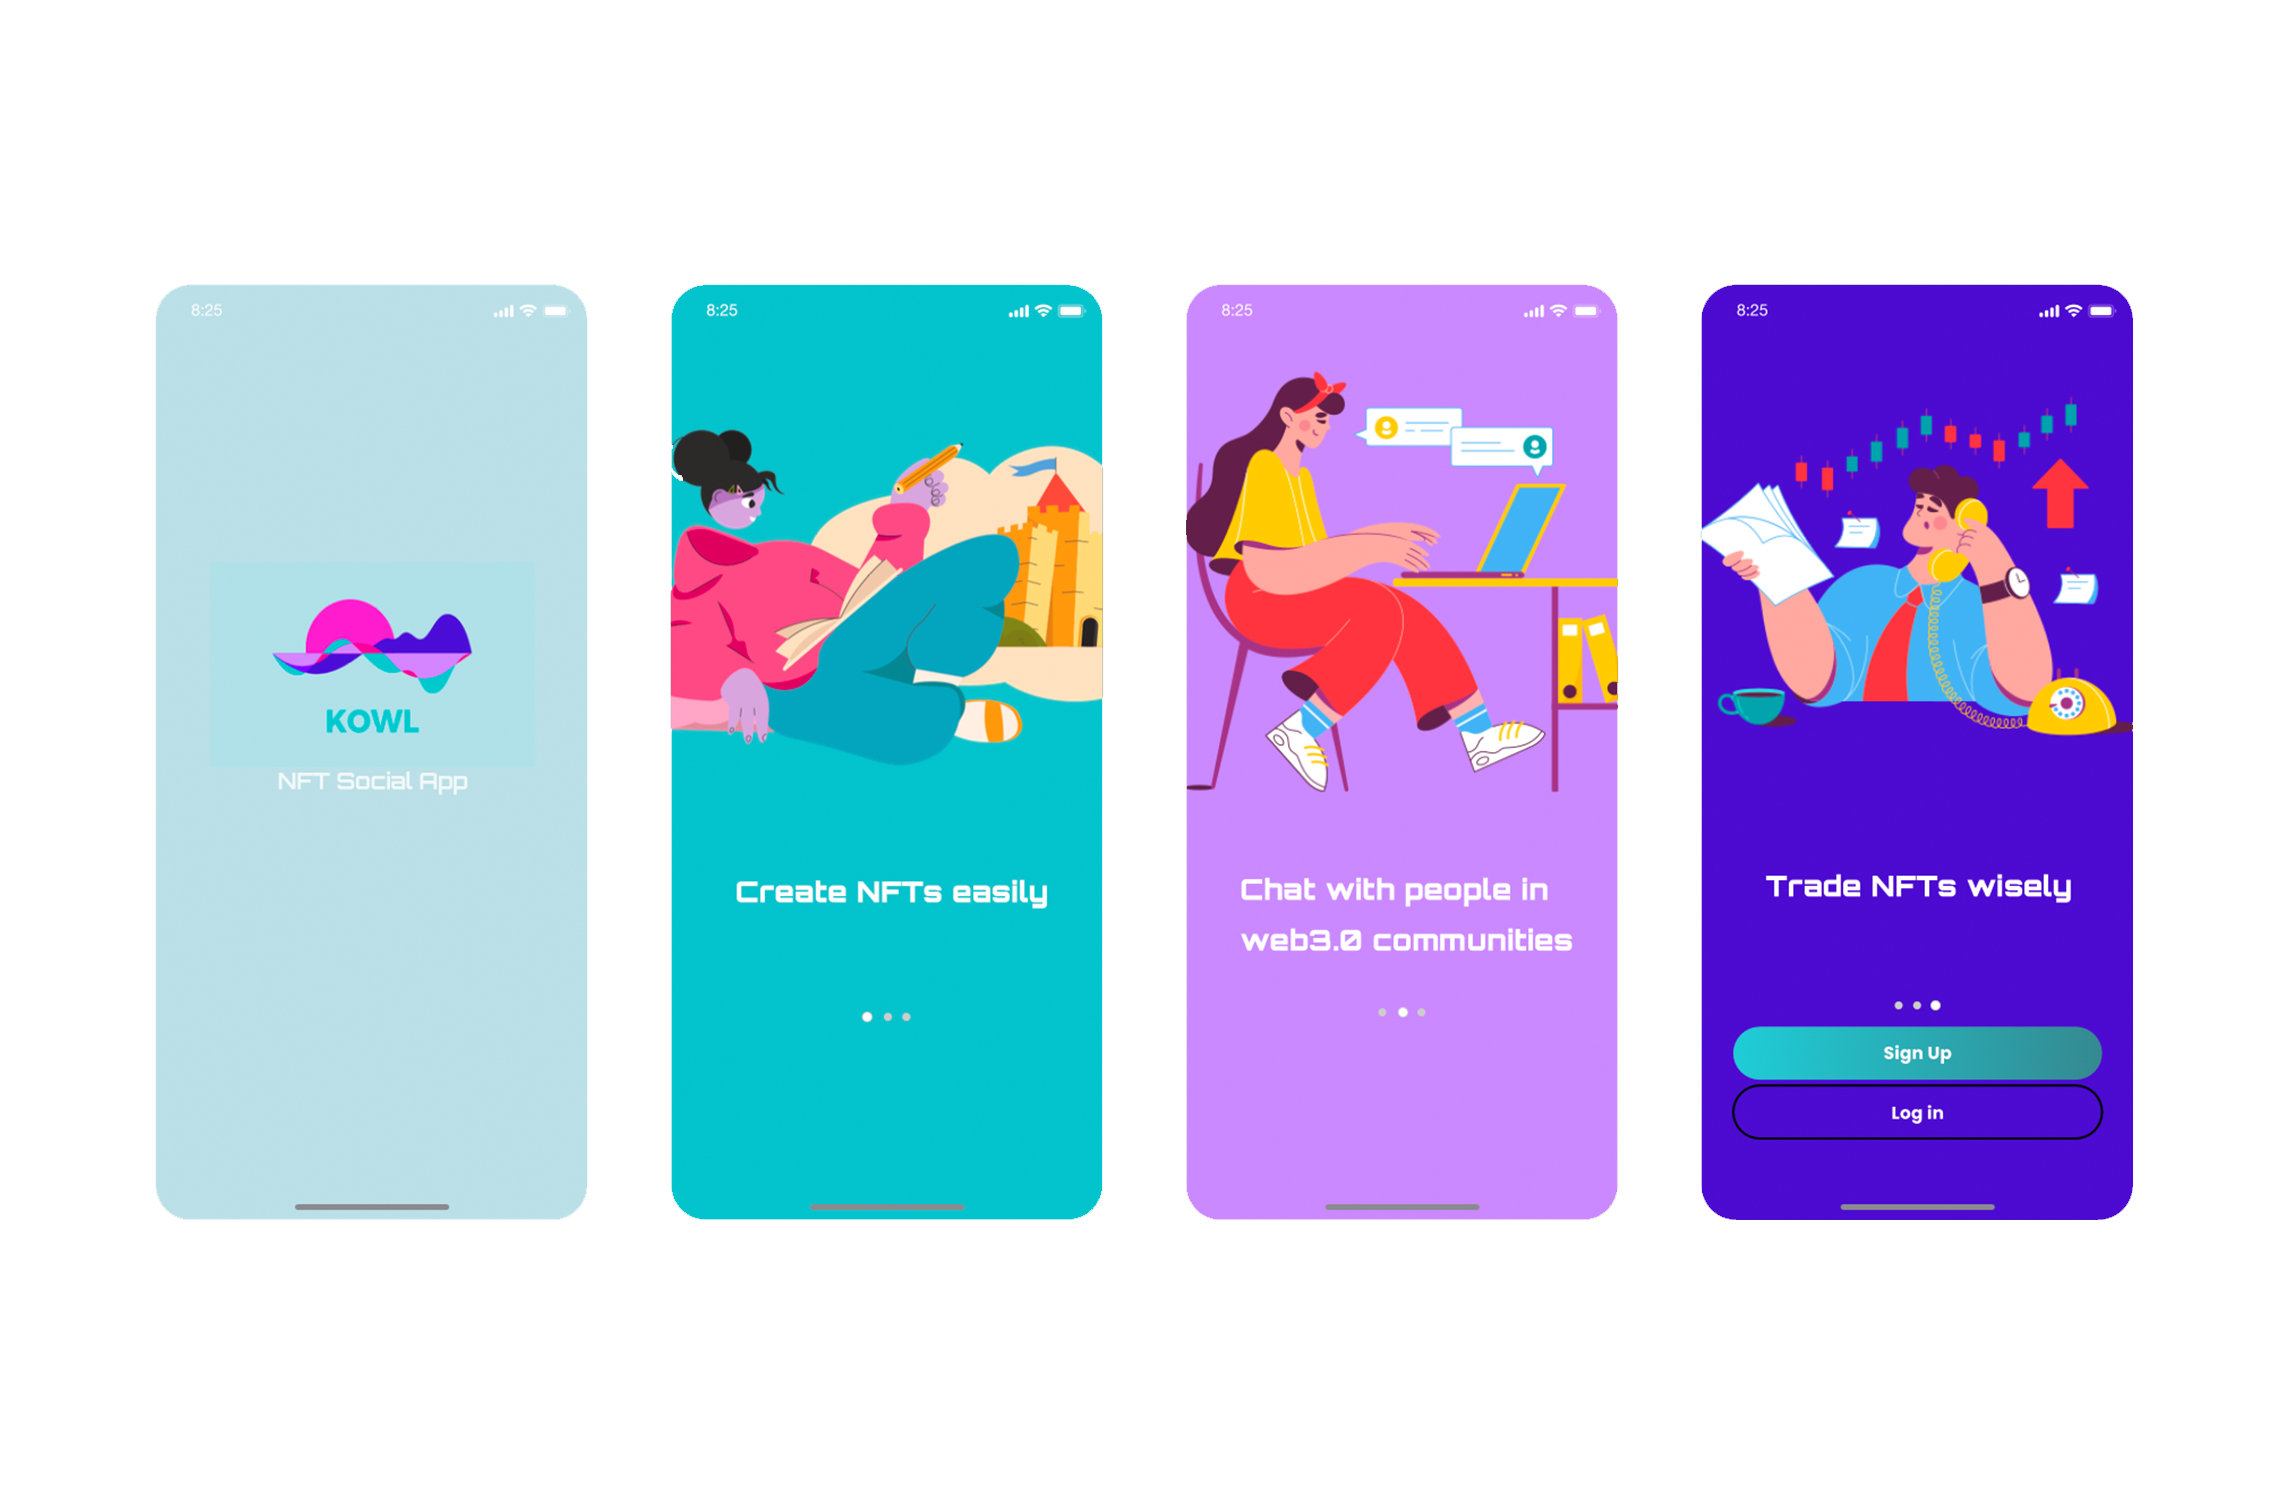 8:25
KOWL
NFT Social App
8:25
Create NFTs easily
8:25
Chat with people in
web3.0 communities
8:25
Trade NFTs wisely
Sign Up
Log in